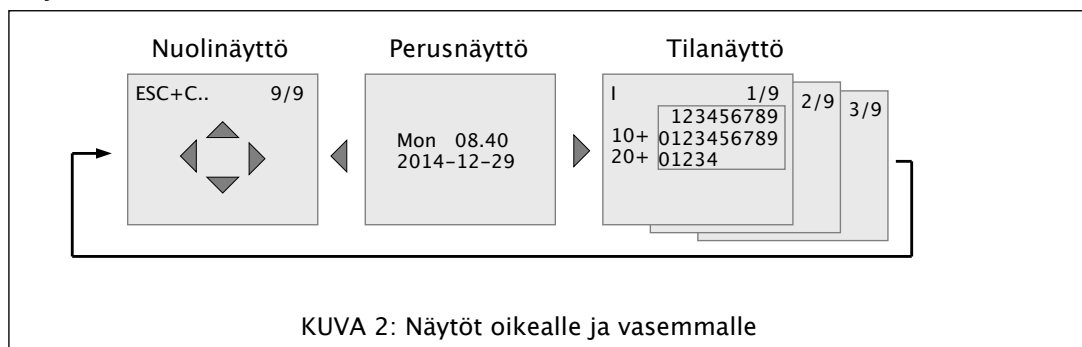 Nuolinäyttö
Perusnäyttö
Tilanäyttö
ESC+C.. 9/9
Mon 08.40
2014-12-29
I 1/9
123456789
10+ 0123456789
20+ 01234
2/9
3/9
KUVA 2: Näytöt oikealle ja vasemmalle